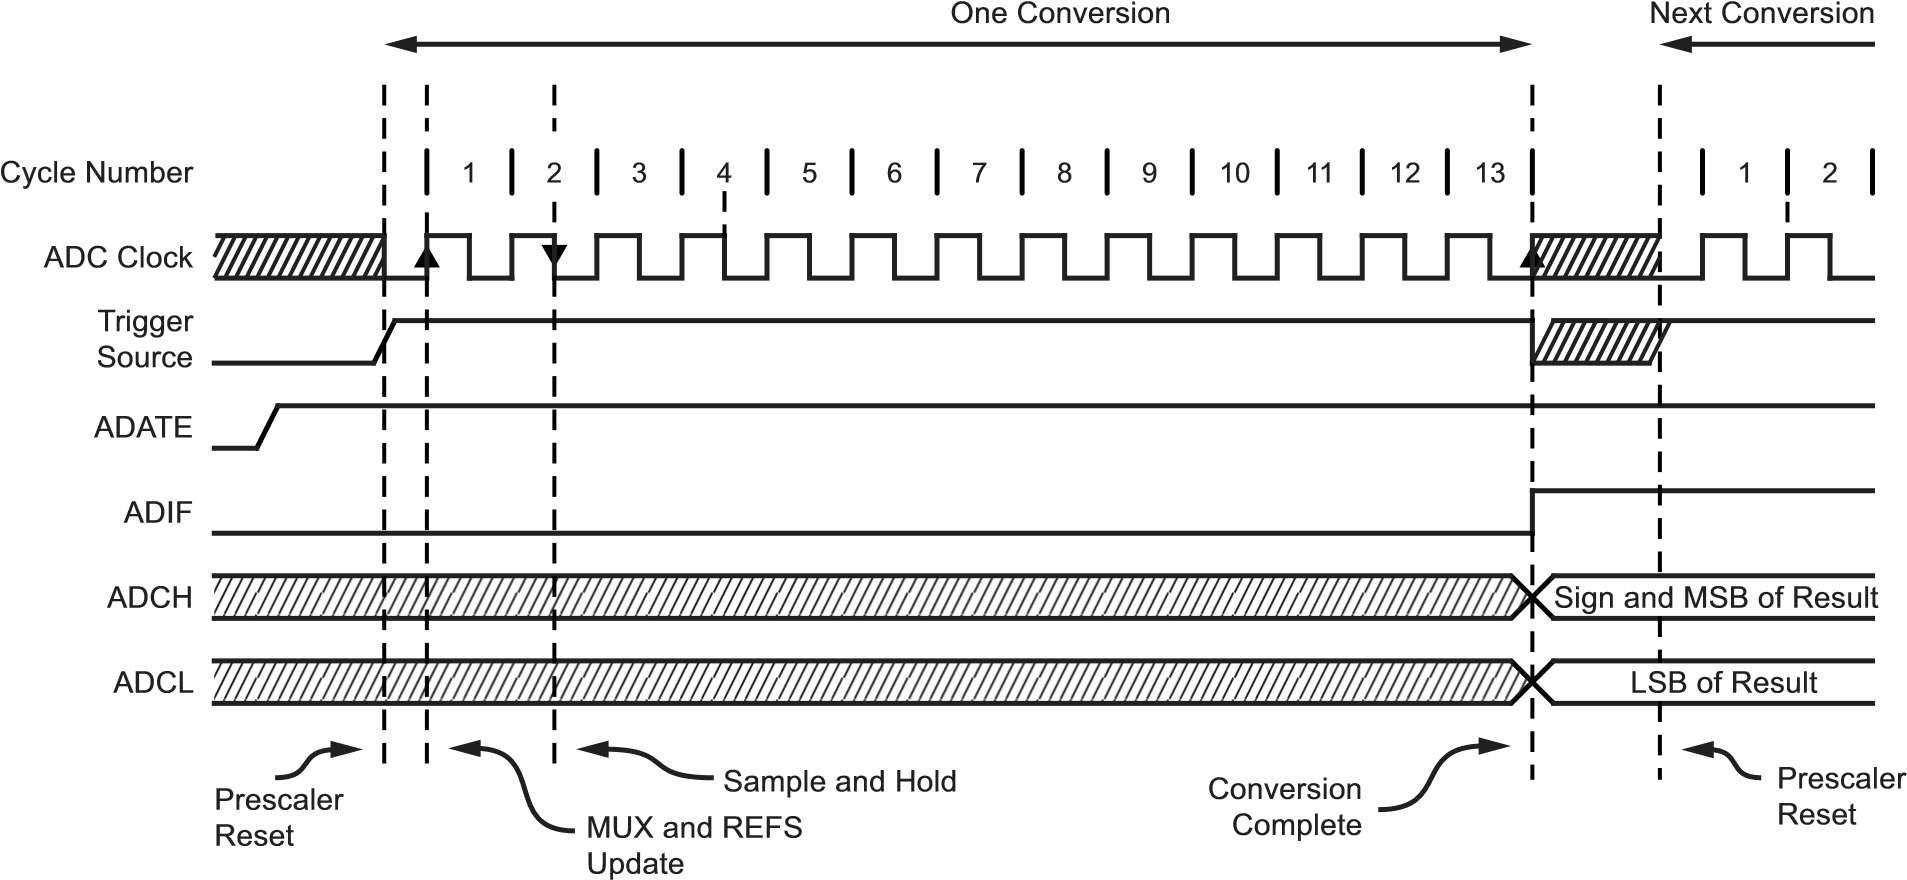 One Conversion
Next Conversion
Cycle Number
1 2 3 4 5 6 7 8 9 10 11 12 13 1 2
ADC Clock
Trigger
Source
ADATE
ADIF
ADCH
Sign and MSB of Result
ADCL
LSB of Result
Prescaler
Reset
MUX and REFS
Update
Sample and Hold
Conversion
Complete
Prescaler
Reset